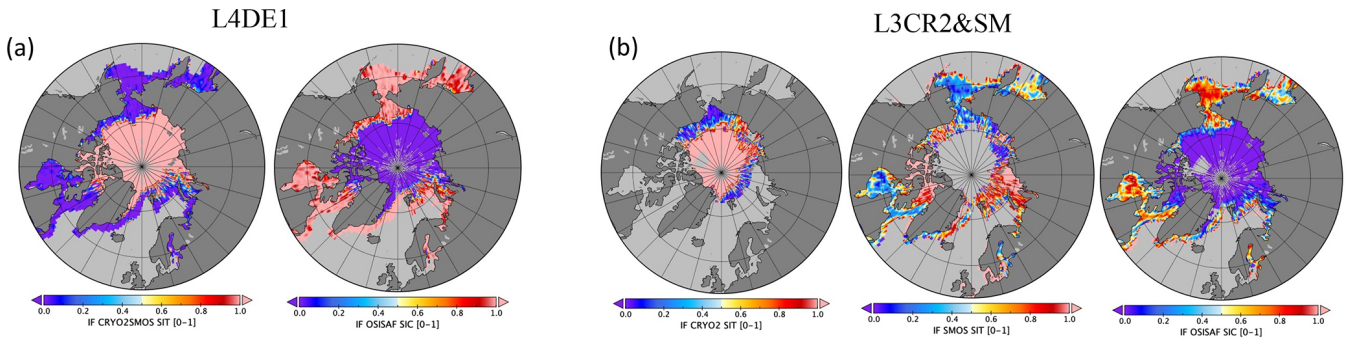 L4DE1
L3CR2&SM
(a)
(b)
0.0 0.2 0.4 0.6 0.8 1.0
IF CRYO2SMOS SIT [0-1]
0.0 0.2 0.4 0.6 0.8 1.0
IF OSISAF SIC [0-1]
0.0 0.2 0.4 0.6 0.8 1.0
IF CRYO2 SIT [0-1]
0.0 0.2 0.4 0.6 0.8 1.0
IF SMOS SIT [0-1]
0.0 0.2 0.4 0.6 0.8 1.0
IF OSISAF SIC [0-1]